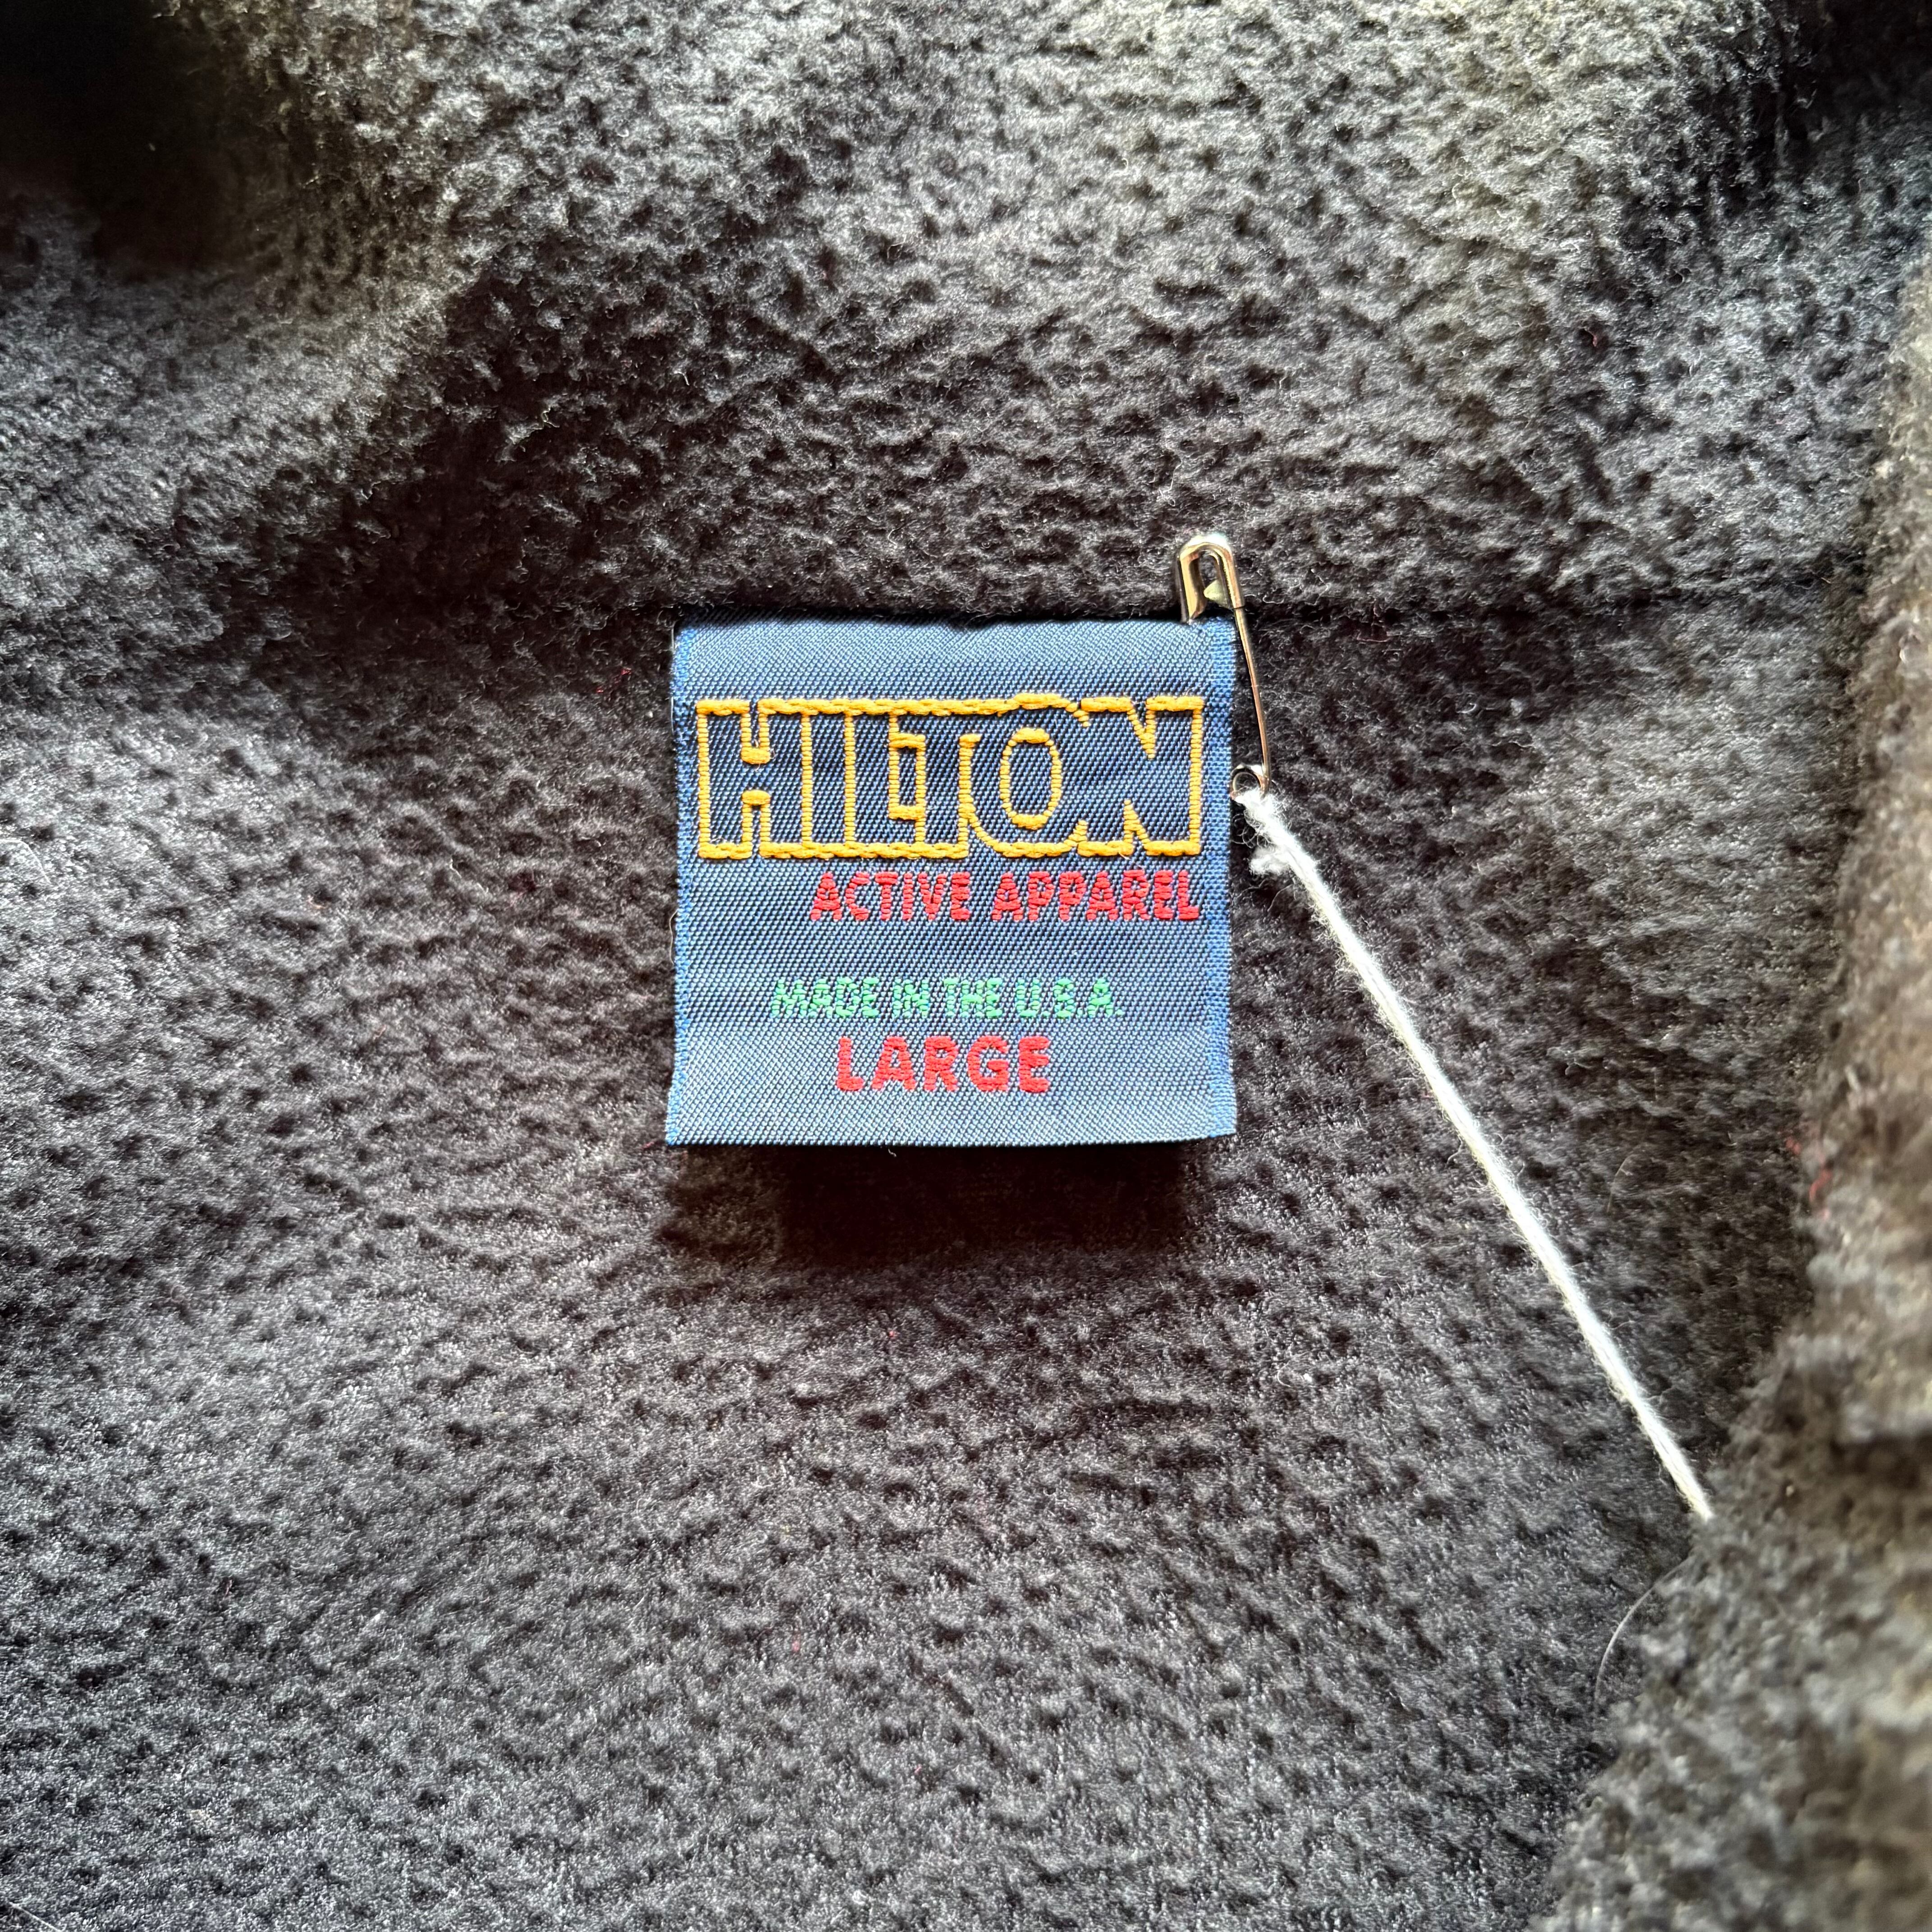 HILTON
ACTIVE APPAREL
MADE IN THE U.S.A.
LARGE